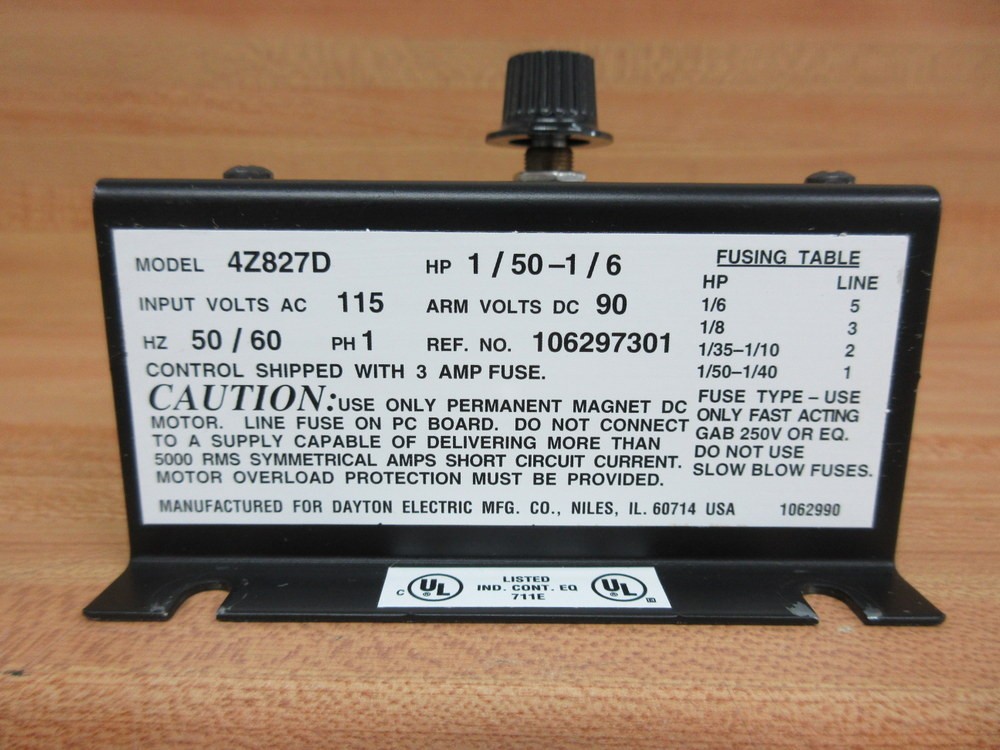 MODEL 4Z827D HP 1 / 50–1 / 6
INPUT VOLTS AC 115 ARM VOLTS DC 90
HZ 50 / 60 PH 1 REF. NO. 106297301
CONTROL SHIPPED WITH 3 AMP FUSE.
CAUTION: USE ONLY PERMANENT MAGNET DC
MOTOR. LINE FUSE ON PC BOARD. DO NOT CONNECT
TO A SUPPLY CAPABLE OF DELIVERING MORE THAN
5000 RMS SYMMETRICAL AMPS SHORT CIRCUIT CURRENT.
MOTOR OVERLOAD PROTECTION MUST BE PROVIDED.
FUSING TABLE
HP LINE
1/6 5
1/8 3
1/35–1/10 2
1/50–1/40 1
FUSE TYPE – USE
ONLY FAST ACTING
GAB 250V OR EQ.
DO NOT USE
SLOW BLOW FUSES.
MANUFACTURED FOR DAYTON ELECTRIC MFG. CO., NILES, IL. 60714 USA 1062990
C UL ® LISTED UL
IND. CONT. EQ
711E